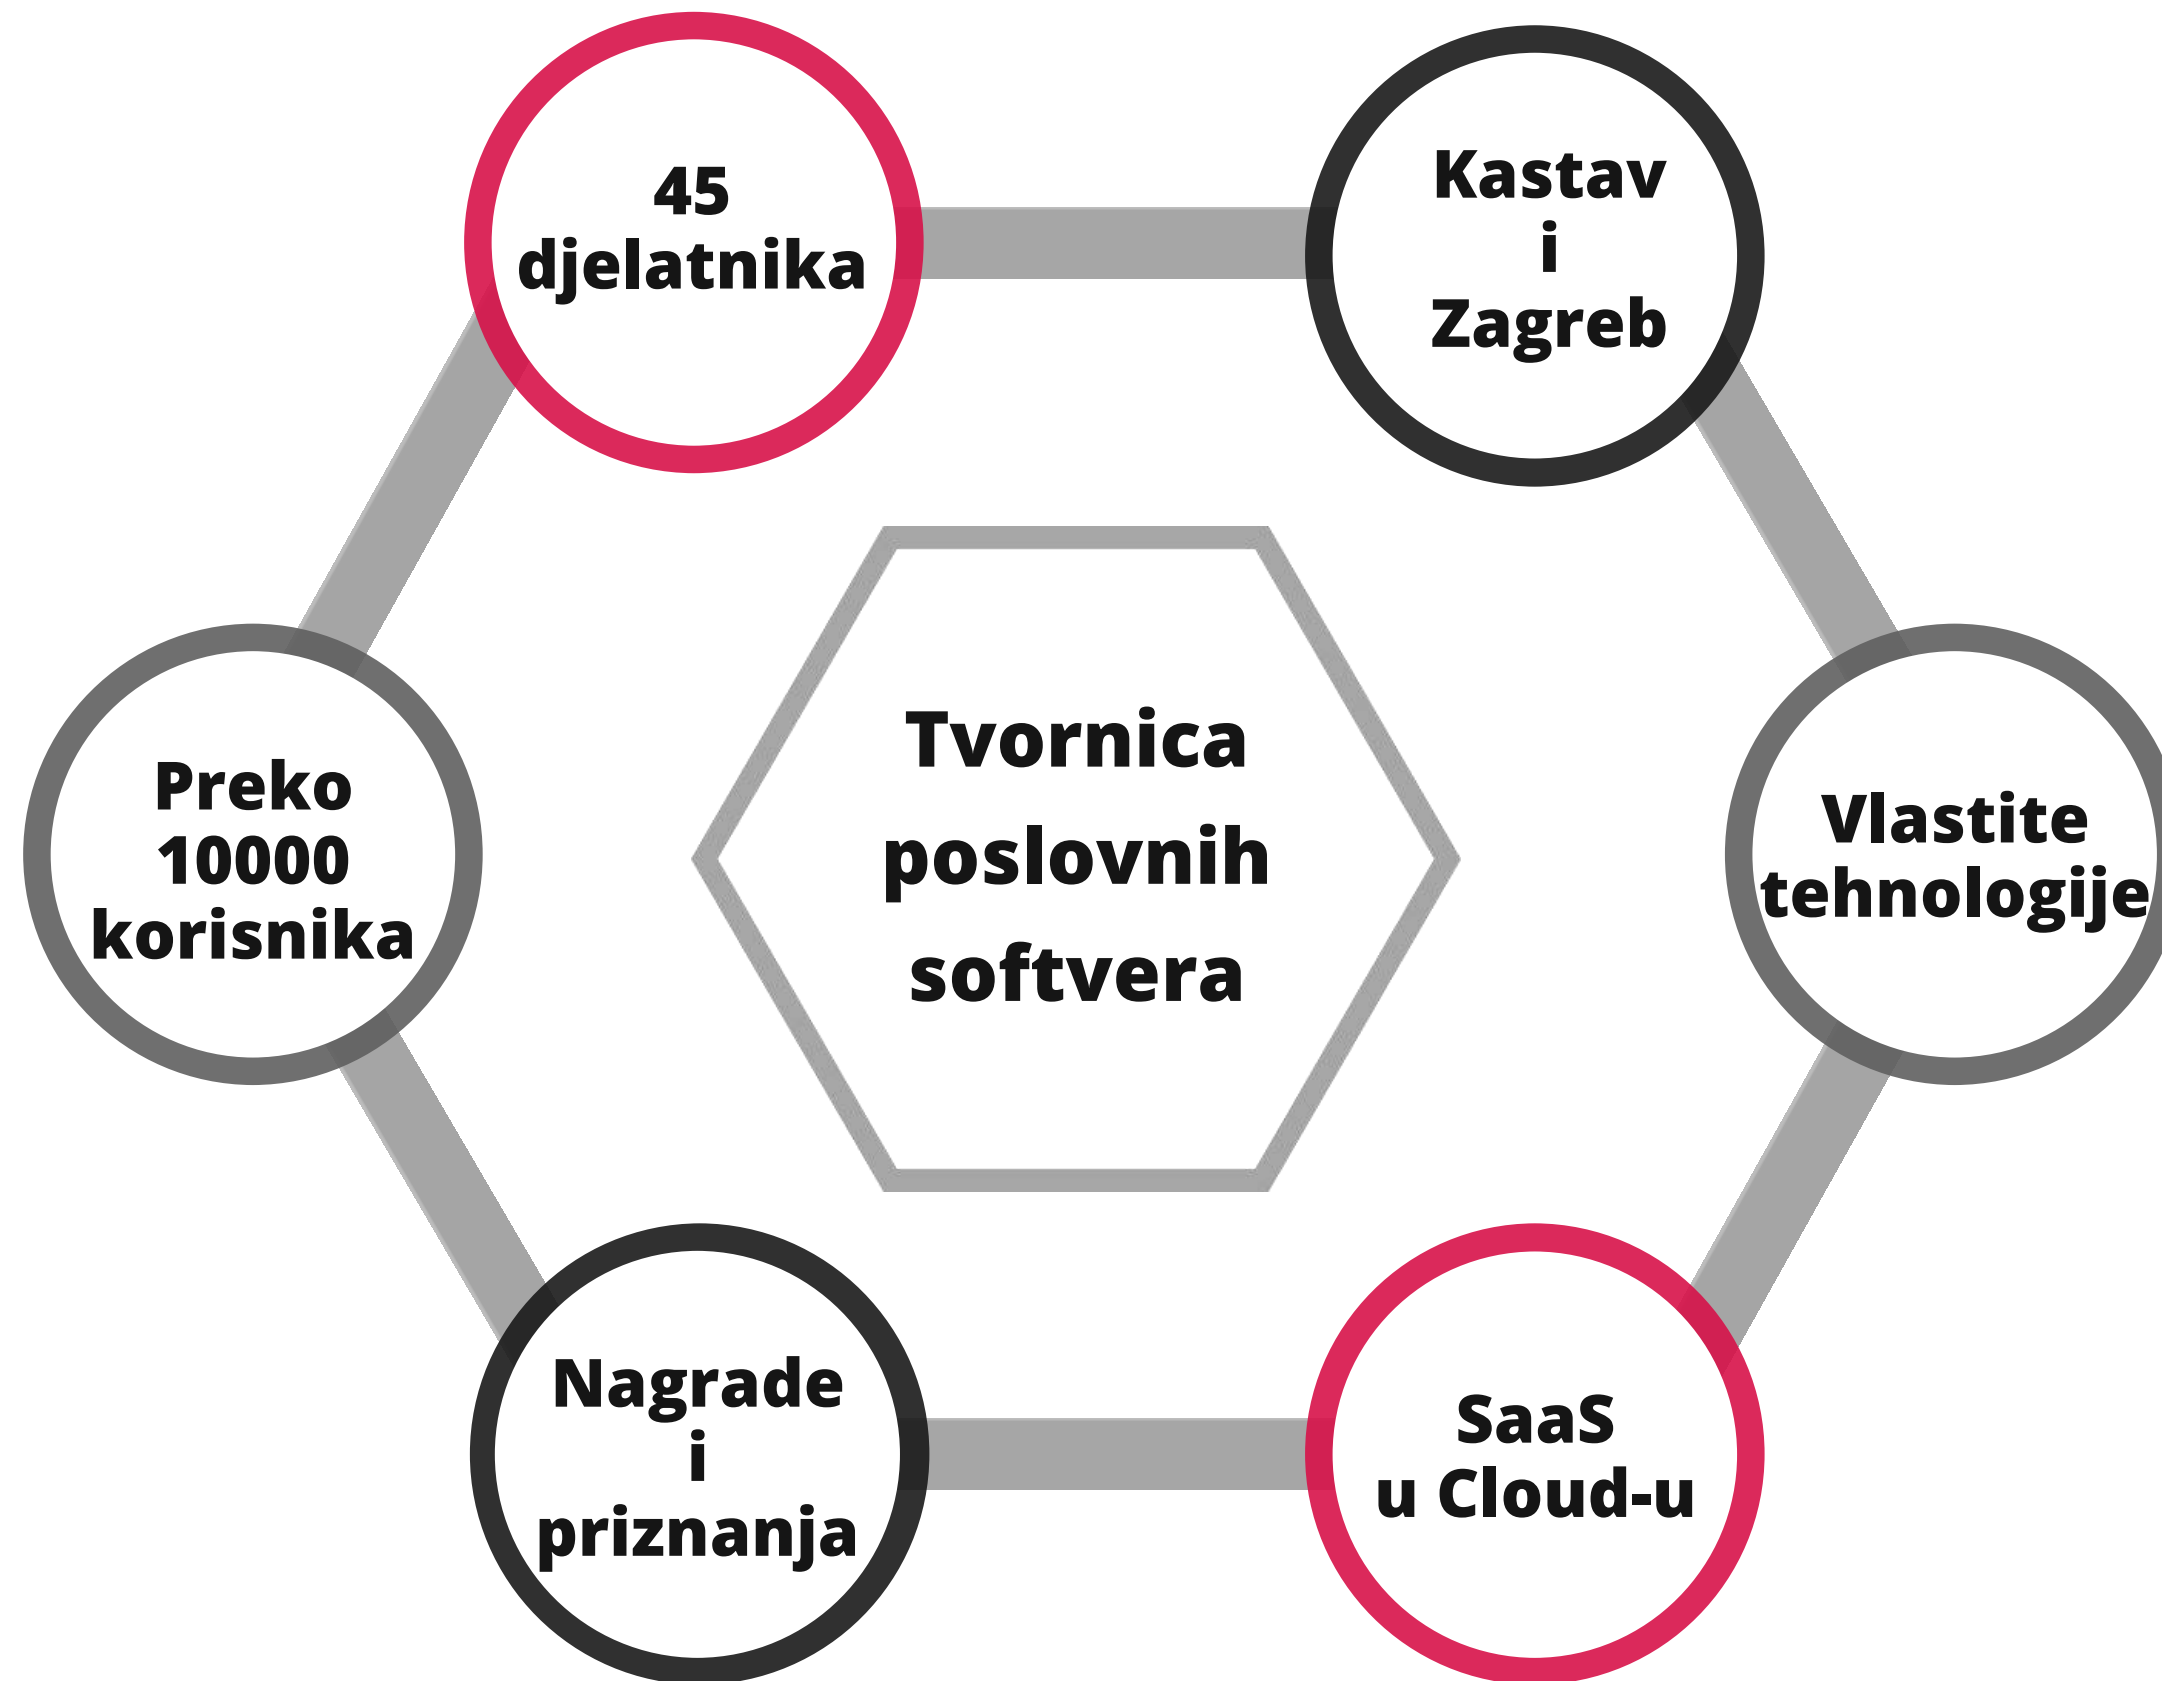 45
djelatnika
Kastav
i
Zagreb
Preko
10000
korisnika
Tvornica
poslovnih
softvera
Vlastite
tehnologije
Nagrade
i
priznanja
SaaS
u Cloud-u